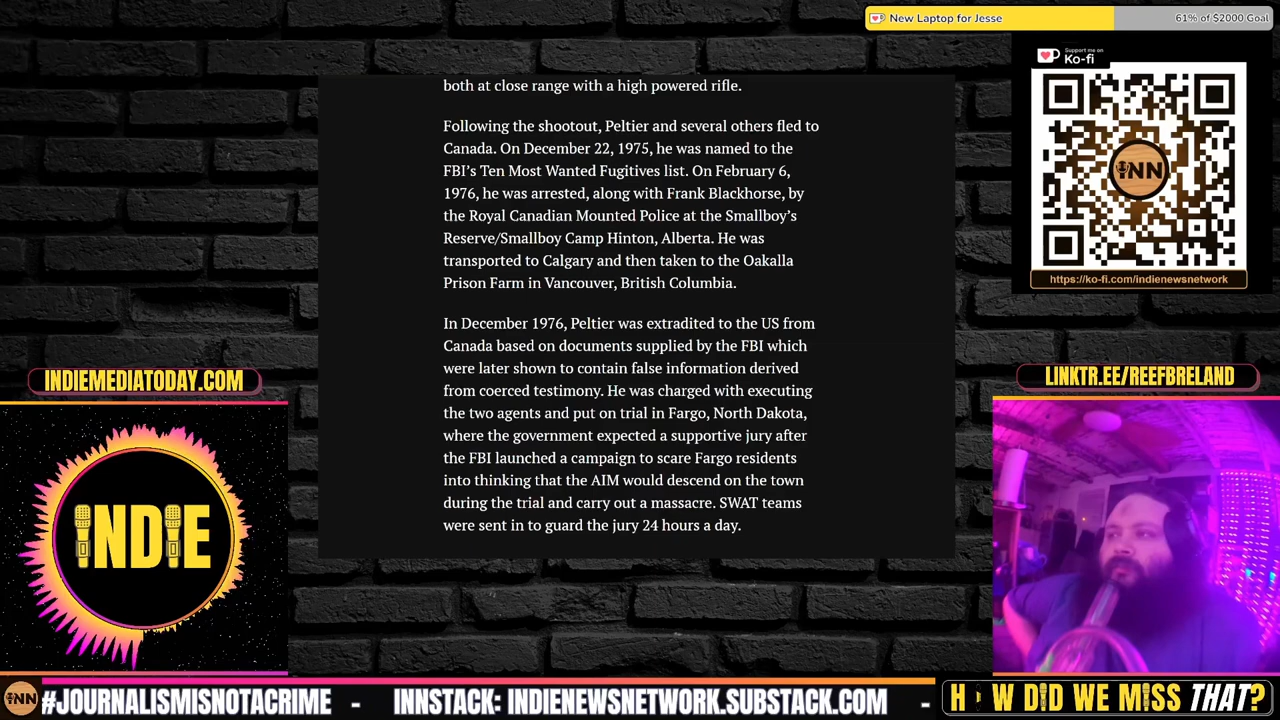 New Laptop for Jesse
61% of $2000 Goal
Support me on
Ko-fi
INN
https://ko-fi.com/indienewsnetwork
both at close range with a high powered rifle.
Following the shootout, Peltier and several others fled to
Canada. On December 22, 1975, he was named to the
FBI’s Ten Most Wanted Fugitives list. On February 6,
1976, he was arrested, along with Frank Blackhorse, by
the Royal Canadian Mounted Police at the Smallboy’s
Reserve/Smallboy Camp Hinton, Alberta. He was
transported to Calgary and then taken to the Oakalla
Prison Farm in Vancouver, British Columbia.
In December 1976, Peltier was extradited to the US from
Canada based on documents supplied by the FBI which
were later shown to contain false information derived
from coerced testimony. He was charged with executing
the two agents and put on trial in Fargo, North Dakota,
where the government expected a supportive jury after
the FBI launched a campaign to scare Fargo residents
into thinking that the AIM would descend on the town
during the trial and carry out a massacre. SWAT teams
were sent in to guard the jury 24 hours a day.
INDIEMEDIATODAY.COM
LINKTR.EE/REEFBRELAND
INDIE
INN
#JOURNALISMISNOTACRIME - INNSTACK: INDIENEWSNETWORK.SUBSTACK.COM -
HOW DID WE MISS THAT?